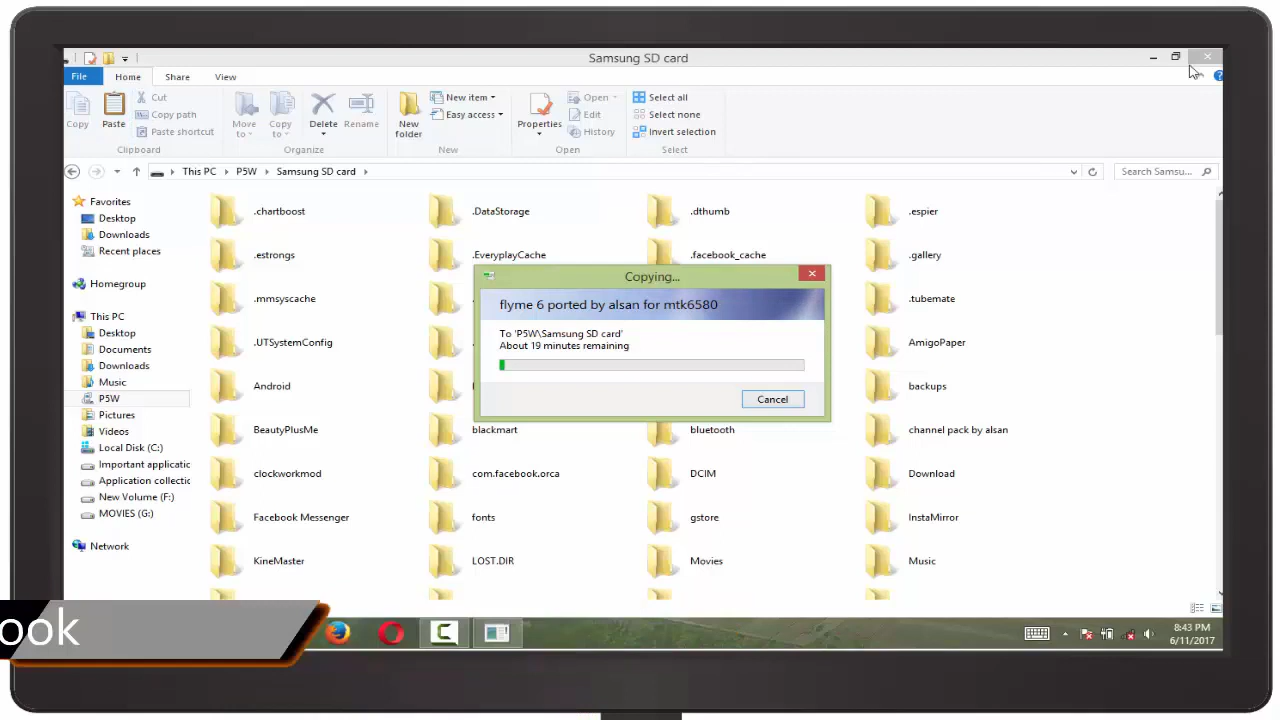 Samsung SD card
File Home Share View
Copy
Paste
Cut
Copy path
Paste shortcut
Clipboard
Move to
Copy to
Delete
Rename
Organize
New folder
New item
Easy access
New
Properties
Open
Edit
History
Open
Select all
Select none
Invert selection
Select
This PC P5W Samsung SD card
Search Samsu...
Favorites
Desktop
Downloads
Recent places
Homegroup
This PC
Desktop
Documents
Downloads
Music
P5W
Pictures
Videos
Local Disk (C:)
Important applicatic
Application collectic
New Volume (F:)
MOVIES (G:)
Network
.chartboost .DataStorage .dthumb .espier
.estrongs .EveryplayCache .facebook_cache .gallery
.mmsyscache .tubemate
.UTSystemConfig AmigoPaper
Android backups
BeautyPlusMe blackmart bluetooth channel pack by alsan
clockworkmod com.facebook.orca DCIM Download
Facebook Messenger fonts gstore InstaMirror
KineMaster LOST.DIR Movies Music
Copying...
flyme 6 ported by alsan for mtk6580
To 'P5W\Samsung SD card'
About 19 minutes remaining
Cancel
ook
8:43 PM
6/11/2017